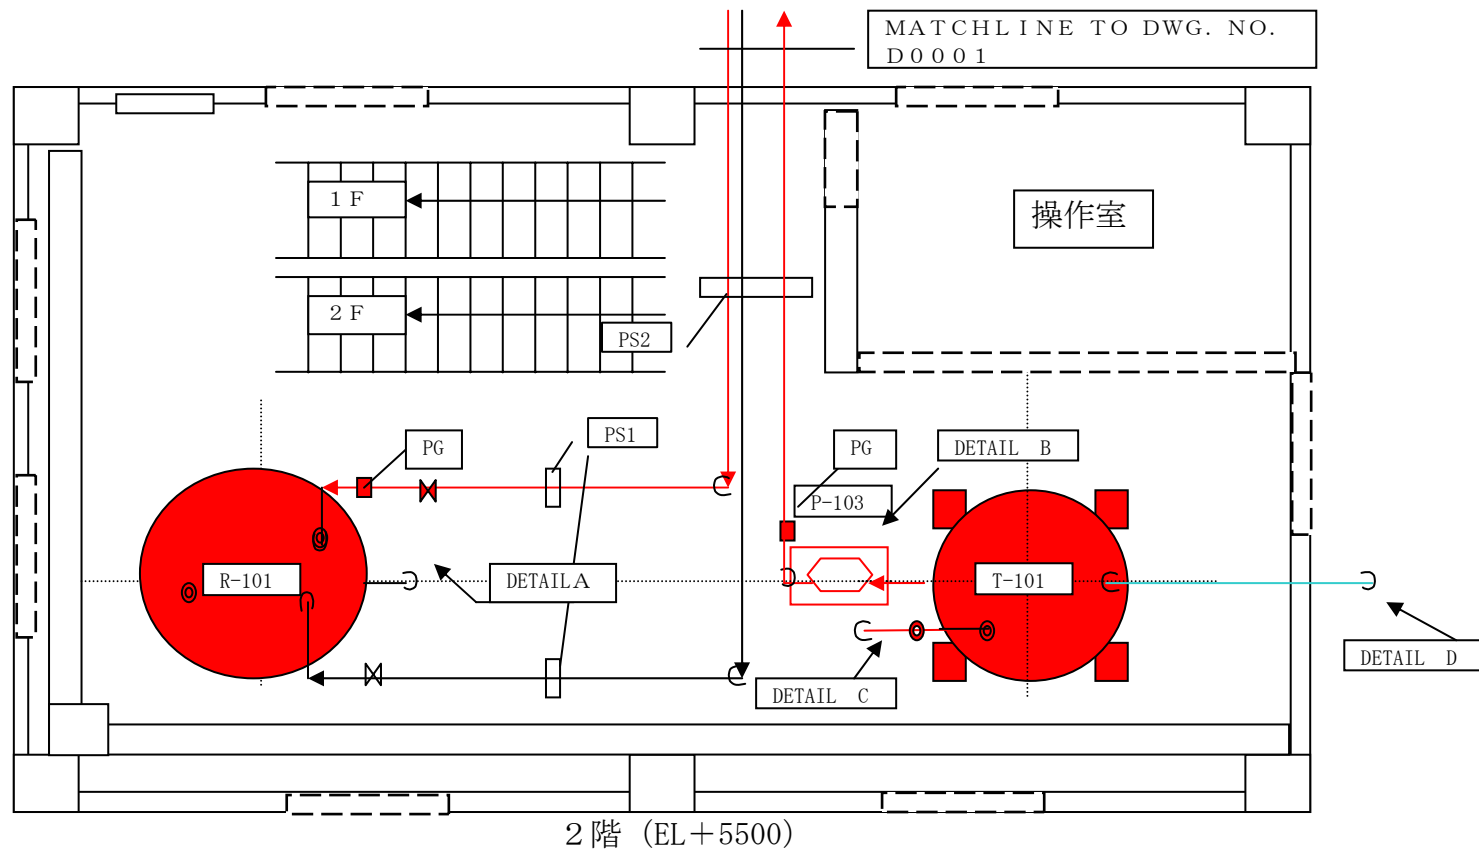 MATCHLINE TO DWG. NO.
D0001
1F
操作室
2F
PS2
PS1
PG
PG
DETAIL B
P-103
R-101
DETAILA
T-101
DETAIL D
DETAIL C
2階 (EL+5500)